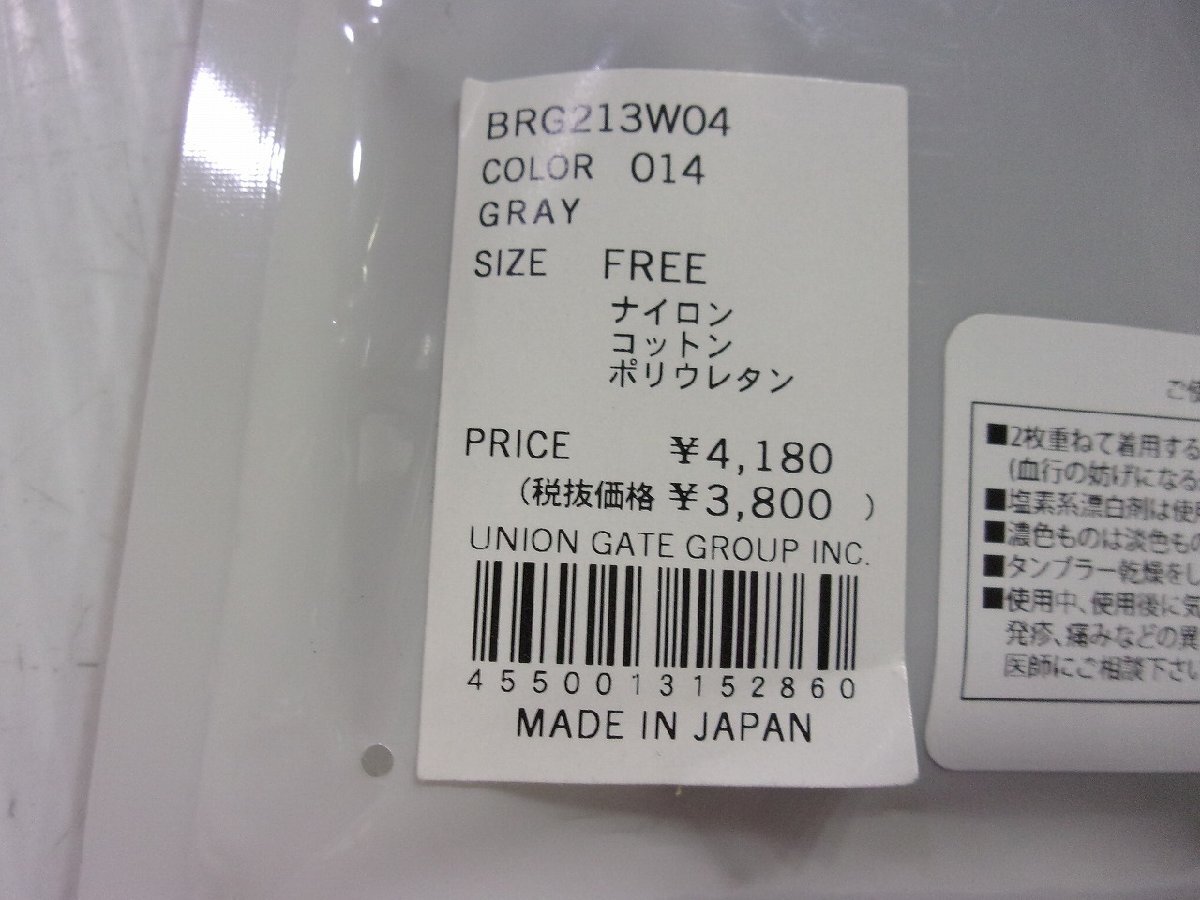 BRG213W04
COLOR 014
GRAY
SIZE FREE
ナイロン
コットン
ポリウレタン
PRICE ¥4,180
(税抜価格 ¥3,800 )
UNION GATE GROUP INC.
4550013152860
MADE IN JAPAN
ご使
■2枚重ねて着用する
(血行の妨げになる
■塩素系漂白剤は使用
■濃色ものは淡色もの
■タンブラー乾燥をし
■使用中、使用後に気
発疹、痛みなどの異
医師にご相談下さい